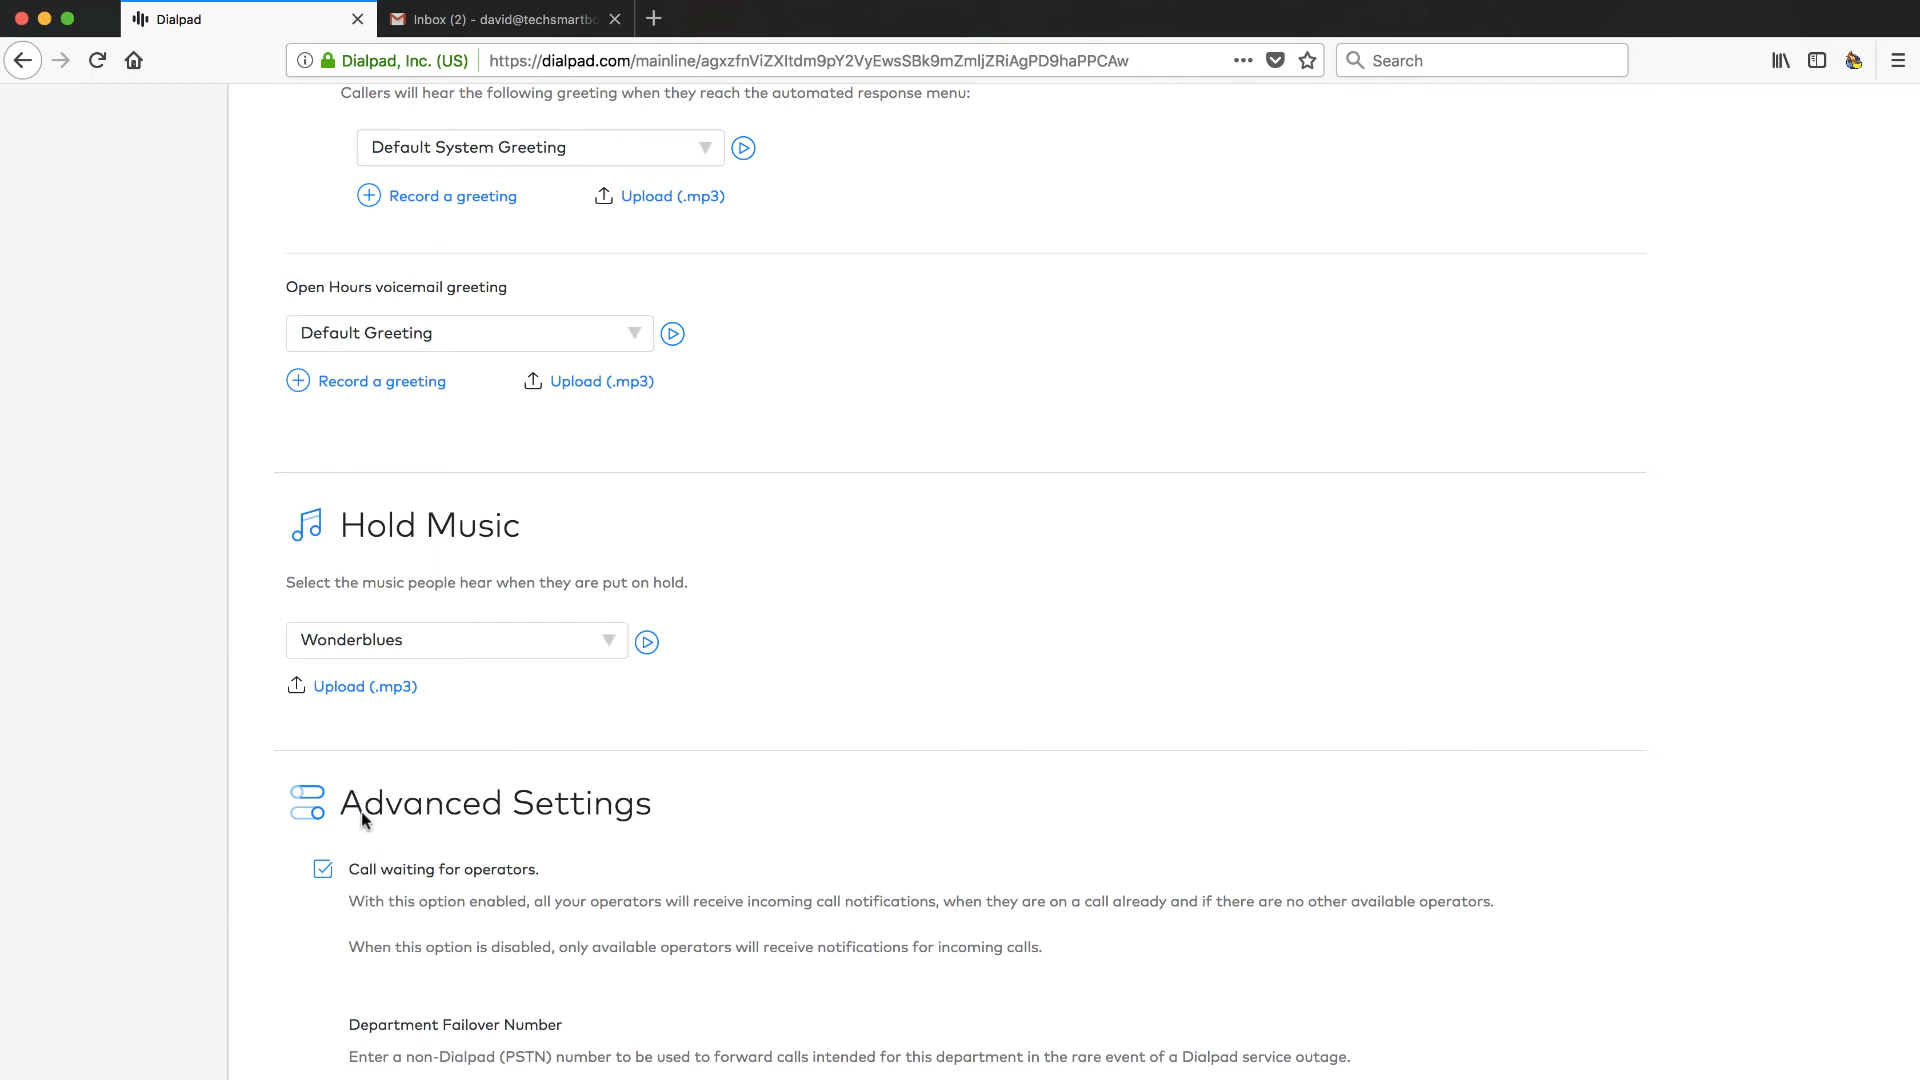 Dialpad
Inbox (2) - david@techsmartbo
Dialpad, Inc. (US)
https://dialpad.com/mainline/agxzfnViZXItdm9pY2VyEwsSBk9mZmljZRiAgPD9haPPCAw
Search
Callers will hear the following greeting when they reach the automated response menu:
Default System Greeting
Record a greeting
Upload (.mp3)
Open Hours voicemail greeting
Default Greeting
Record a greeting
Upload (.mp3)
Hold Music
Select the music people hear when they are put on hold.
Wonderblues
Upload (.mp3)
Advanced Settings
Call waiting for operators.
With this option enabled, all your operators will receive incoming call notifications, when they are on a call already and if there are no other available operators.
When this option is disabled, only available operators will receive notifications for incoming calls.
Department Failover Number
Enter a non-Dialpad (PSTN) number to be used to forward calls intended for this department in the rare event of a Dialpad service outage.